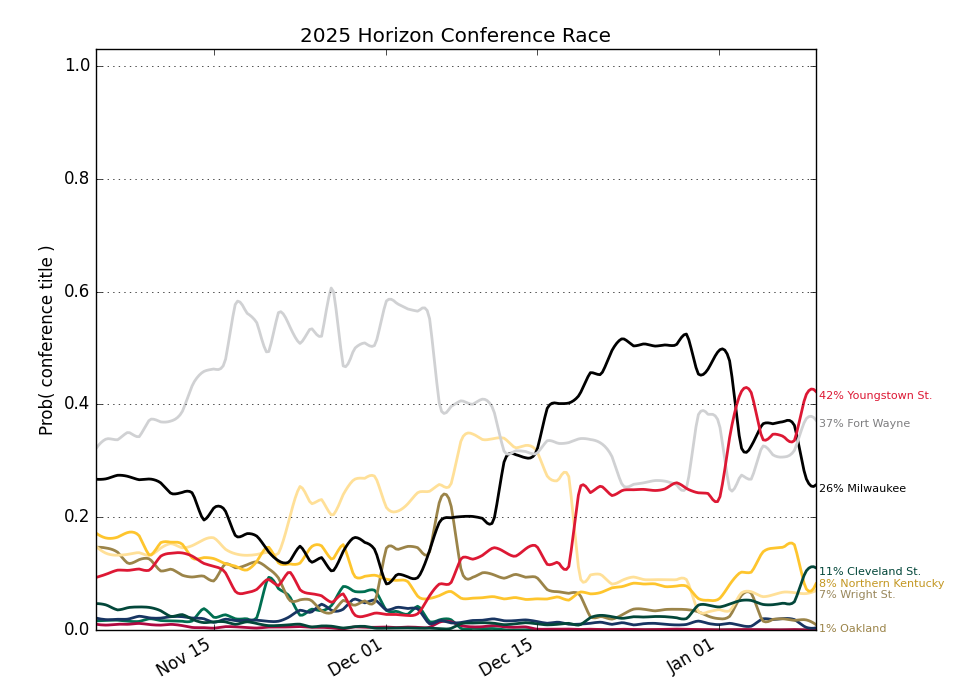 2025 Horizon Conference Race
Prob( conference title )
1.0
0.8
0.6
0.4
0.2
0.0
42% Youngstown St.
37% Fort Wayne
26% Milwaukee
11% Cleveland St.
8% Northern Kentucky
7% Wright St.
1% Oakland
Nov 15
Dec 01
Dec 15
Jan 01